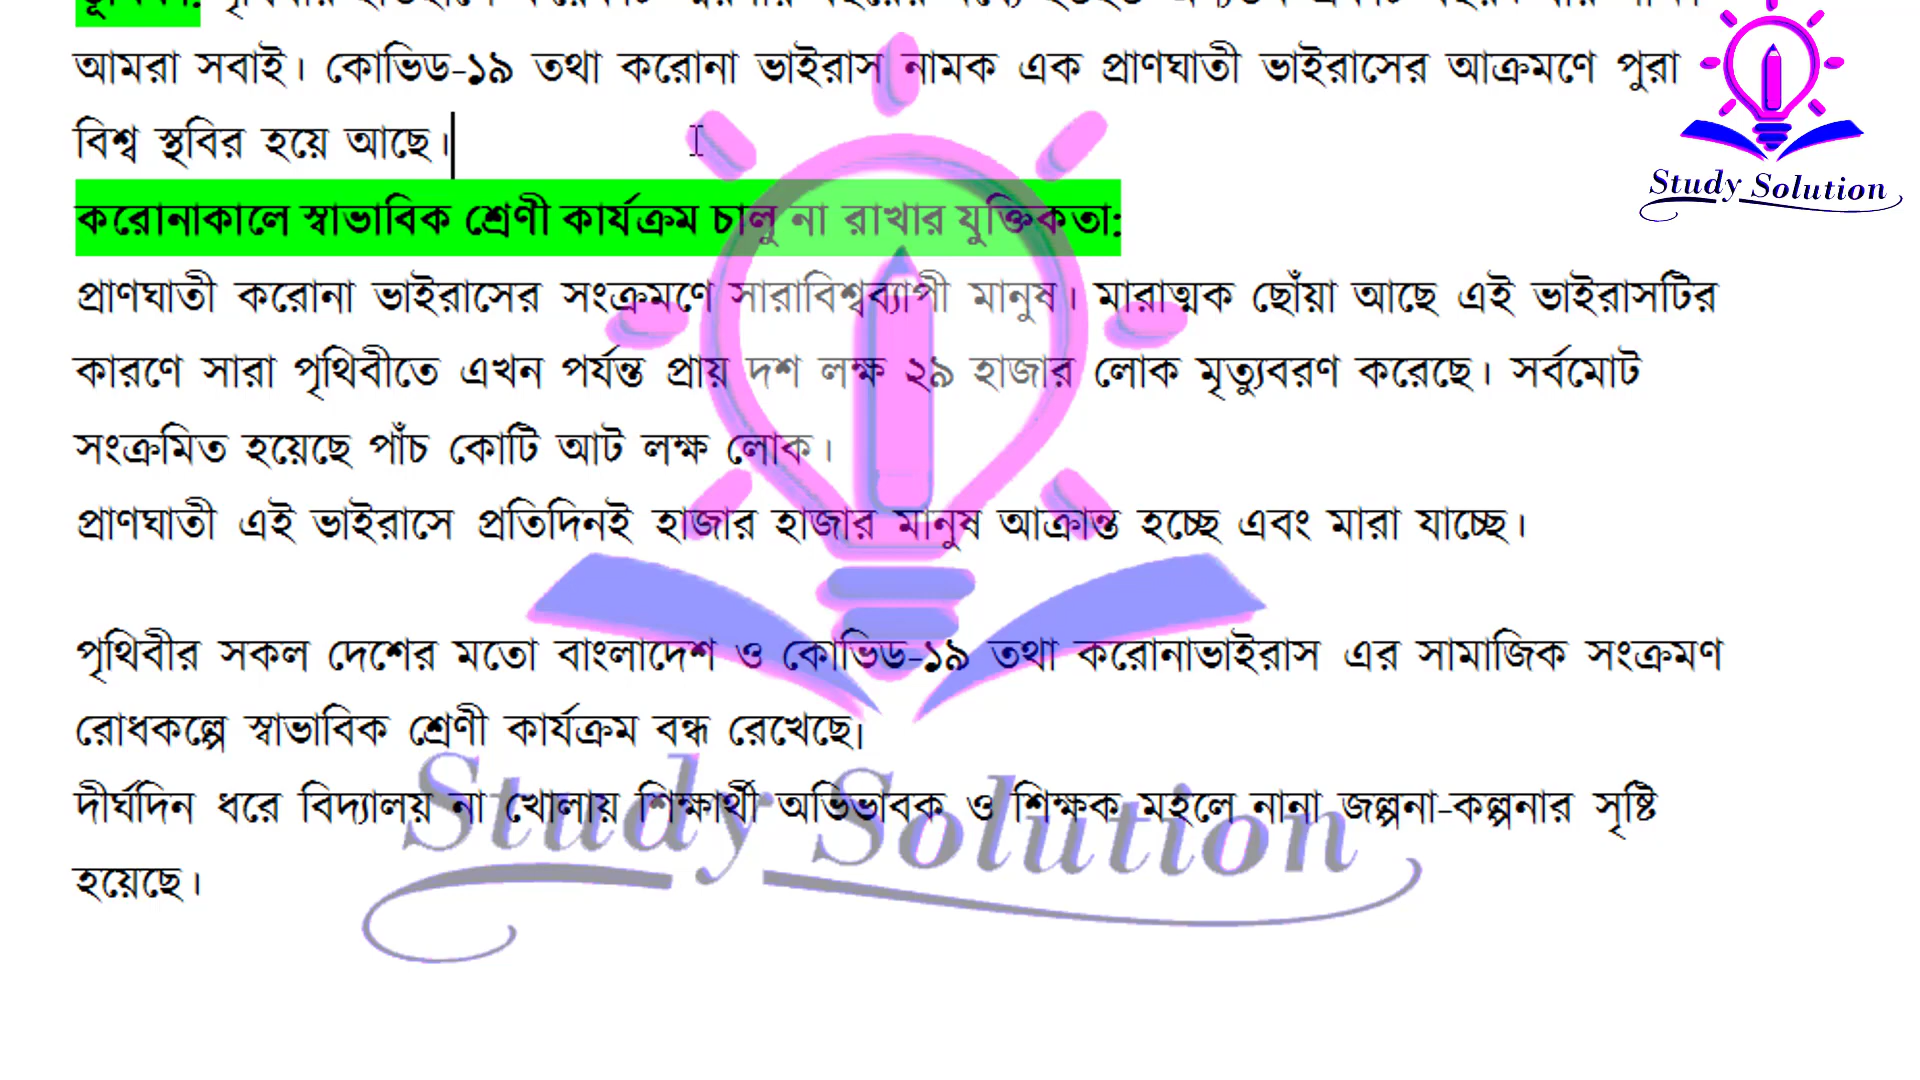 আমরা সবাই। কোভিড-১৯ তথা করোনা ভাইরাস নামক এক প্রাণঘাতী ভাইরাসের আক্রমণে পুরা
বিশ্ব স্থবির হয়ে আছে।
করোনাকালে স্বাভাবিক শ্রেণী কার্যক্রম চালু না রাখার যুক্তিকতা:
প্রাণঘাতী করোনা ভাইরাসের সংক্রমণে সারাবিশ্বব্যাপী মানুষ। মারাত্মক ছোঁয়া আছে এই ভাইরাসটির
কারণে সারা পৃথিবীতে এখন পর্যন্ত প্রায় দশ লক্ষ ২৯ হাজার লোক মৃত্যুবরণ করেছে। সর্বমোট
সংক্রমিত হয়েছে পাঁচ কোটি আট লক্ষ লোক।
প্রাণঘাতী এই ভাইরাসে প্রতিদিনই হাজার হাজার মানুষ আক্রান্ত হচ্ছে এবং মারা যাচ্ছে।
পৃথিবীর সকল দেশের মতো বাংলাদেশ ও কোভিড-১৯ তথা করোনাভাইরাস এর সামাজিক সংক্রমণ
রোধকল্পে স্বাভাবিক শ্রেণী কার্যক্রম বন্ধ রেখেছে।
দীর্ঘদিন ধরে বিদ্যালয় না খোলায় শিক্ষার্থী অভিভাবক ও শিক্ষক মহলে নানা জল্পনা-কল্পনার সৃষ্টি
হয়েছে।
Study Solution
Study Solution